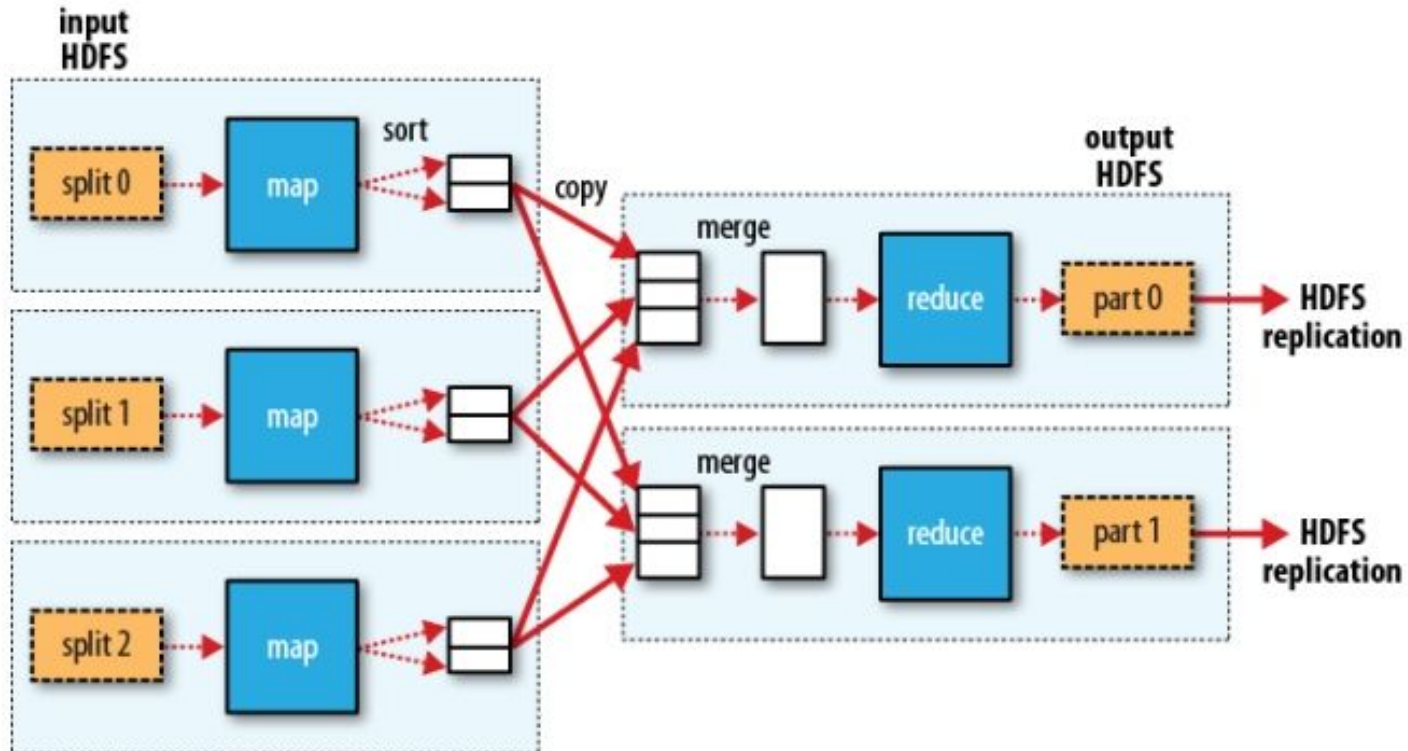 input
HDFS
split 0
map
sort
copy
split 1
map
split 2
map
output
HDFS
merge
reduce
part 0
HDFS
replication
merge
reduce
part 1
HDFS
replication